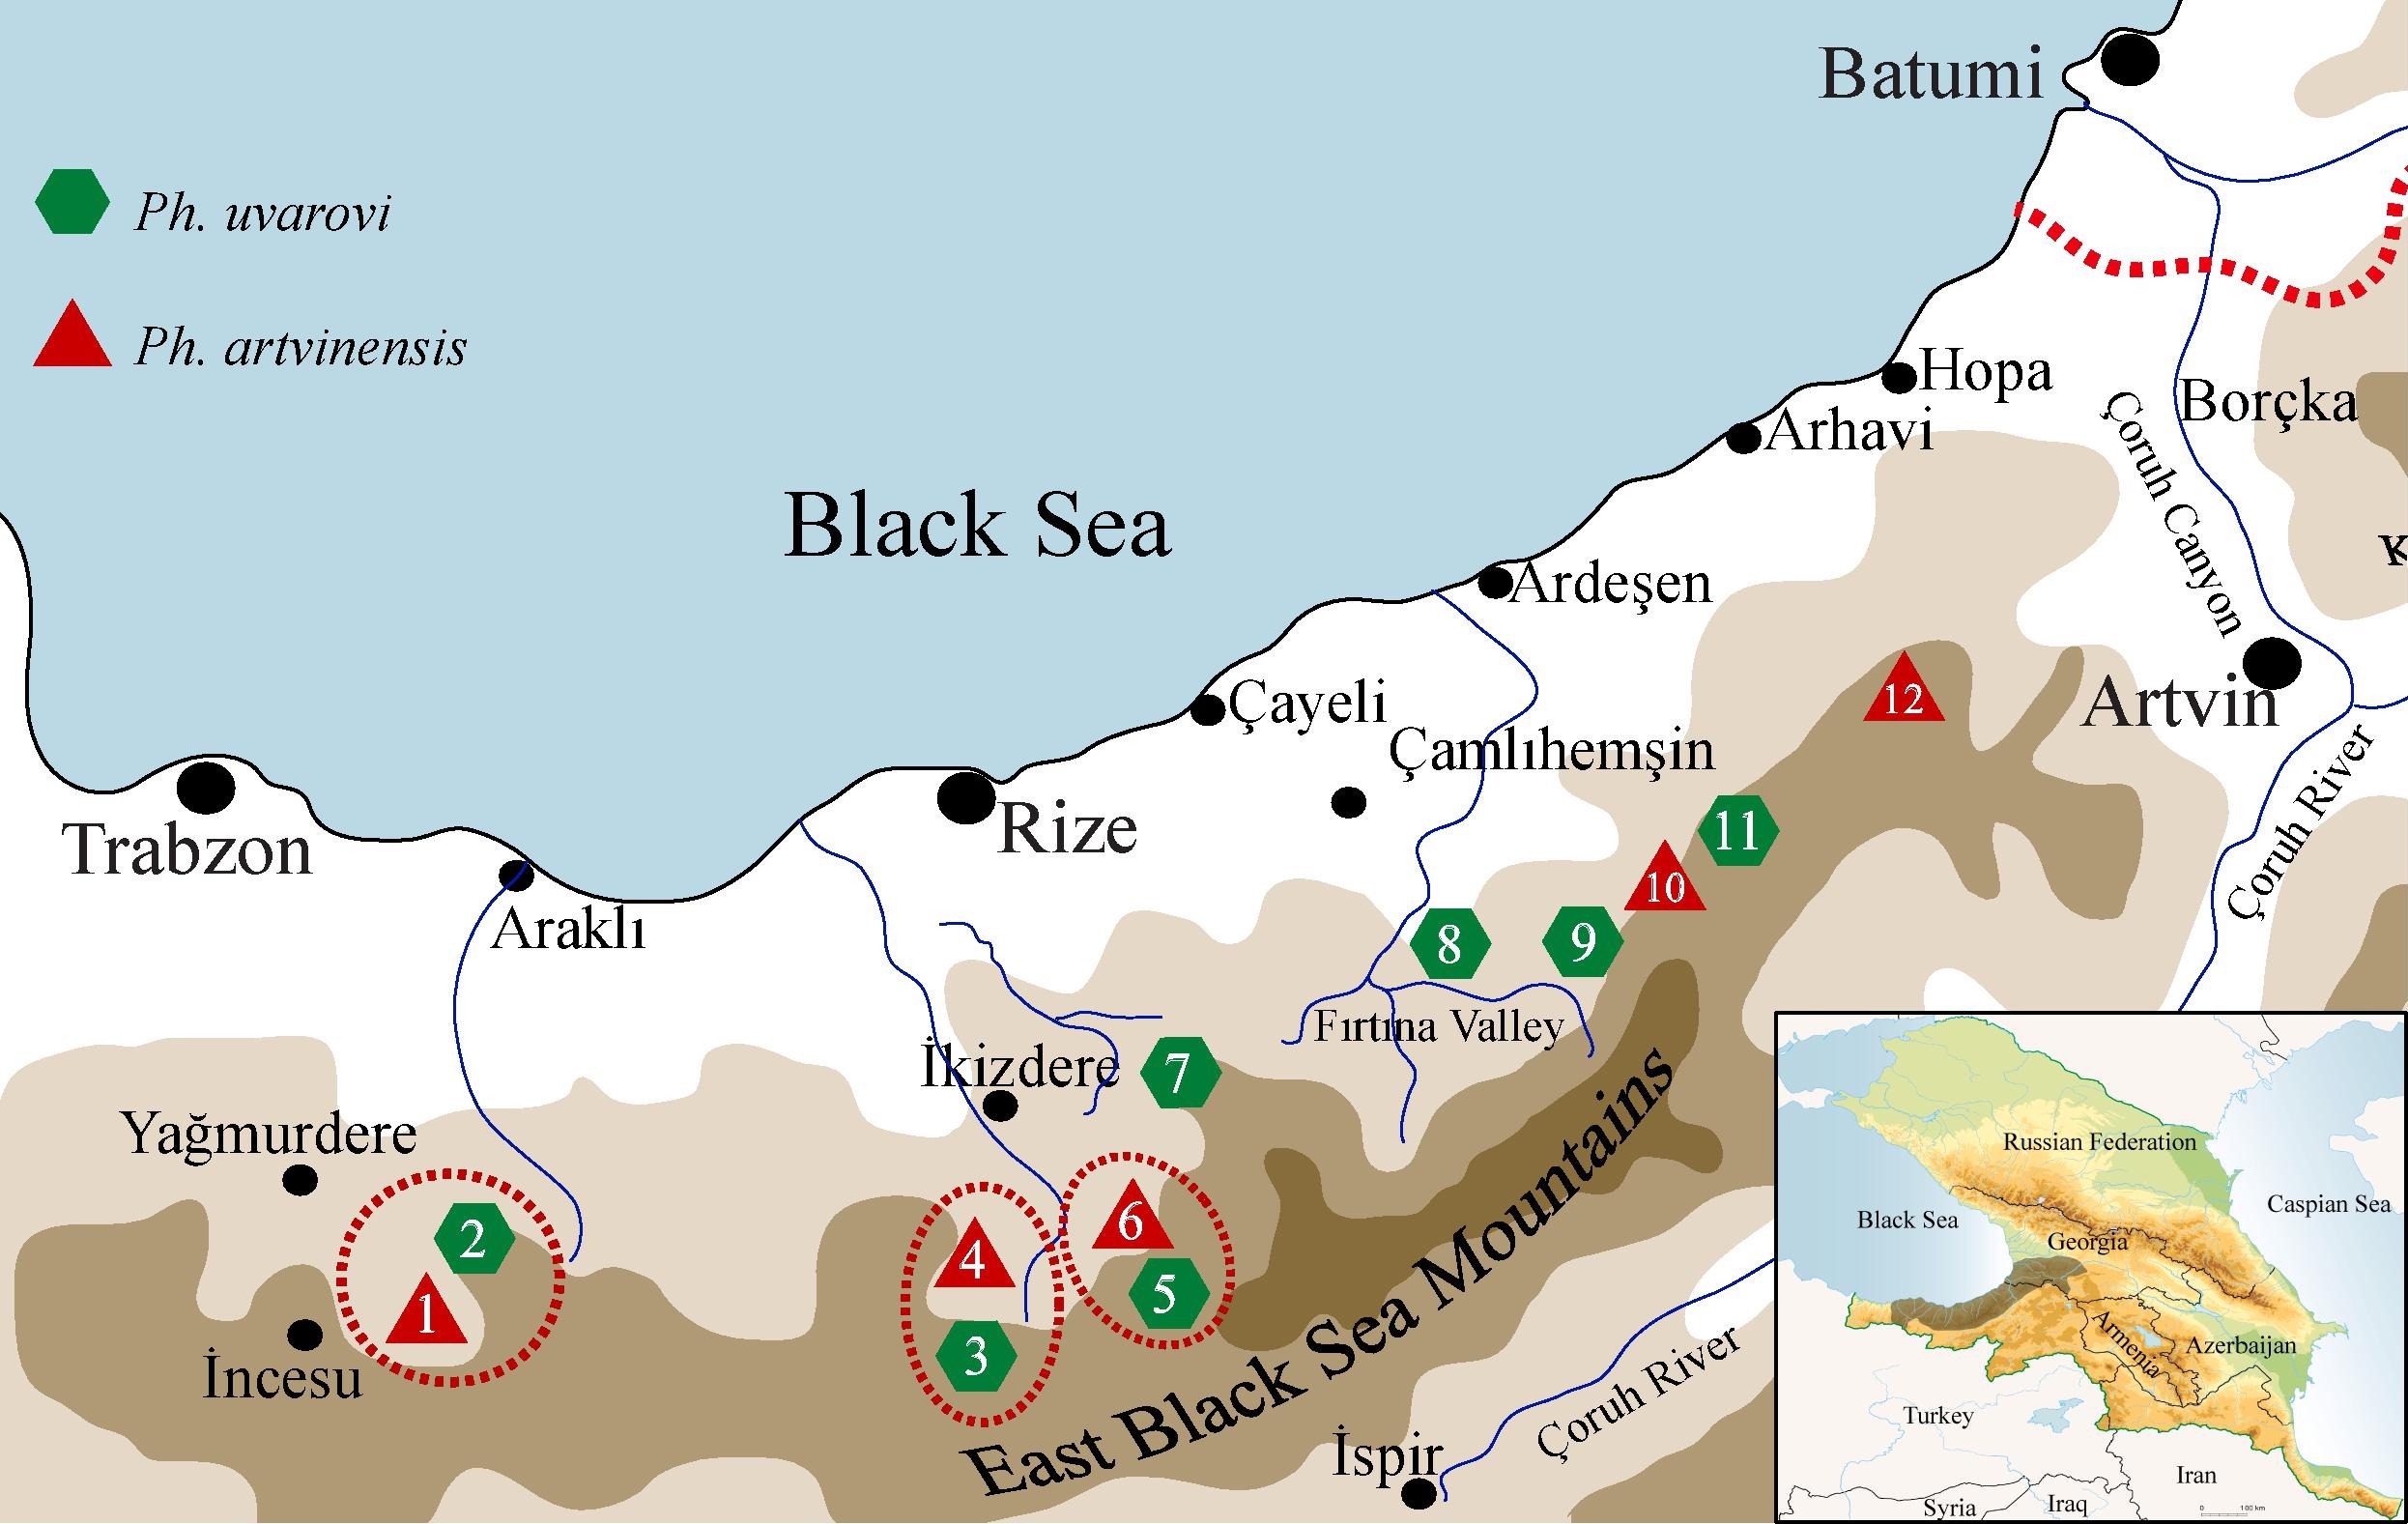 Batumi
Ph. uvarovi
Ph. artvinensis
Hopa
Borçka
Arhavi
Çoruh Canyon
Black Sea
Ardeşen
Artvin
Çayeli
Çamlıhemşin
Rize
Trabzon
Araklı
Çoruh River
12
11
10
9
8
Fırtına Valley
İkizdere
7
Yağmurdere
2
1
4
3
6
5
İncesu
East Black Sea Mountains
İspir
Çoruh River
Russian Federation
Caspian Sea
Black Sea
Georgia
Armenia
Azerbaijan
Turkey
Iran
Syria
Iraq
0 100 km